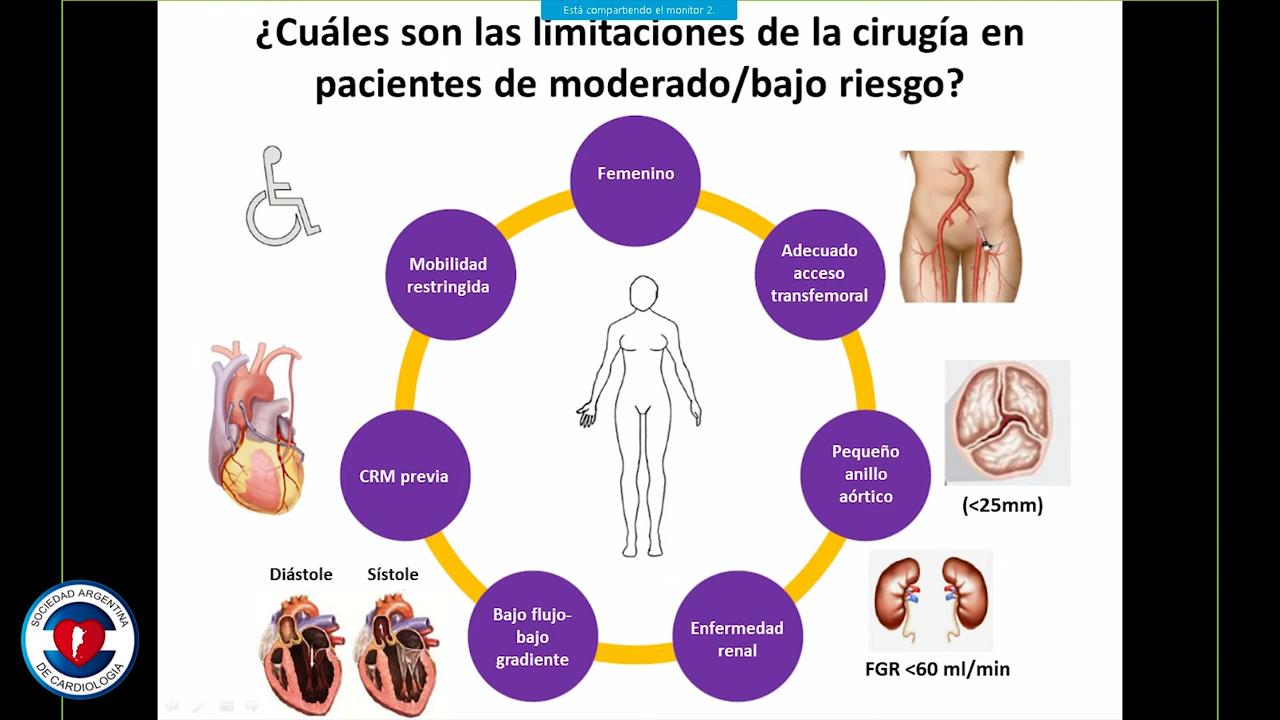 Está compartiendo el monitor 2.
¿Cuáles son las limitaciones de la cirugía en
pacientes de moderado/bajo riesgo?
Femenino
Adecuado
acceso
transfemoral
Pequeño
anillo
aórtico
(<25mm)
Enfermedad
renal
FGR <60 ml/min
Bajo flujo-
bajo
gradiente
Diástole
Sístole
CRM previa
Mobilidad
restringida
SOCIEDAD ARGENTINA
DE CARDIOLOGÍA